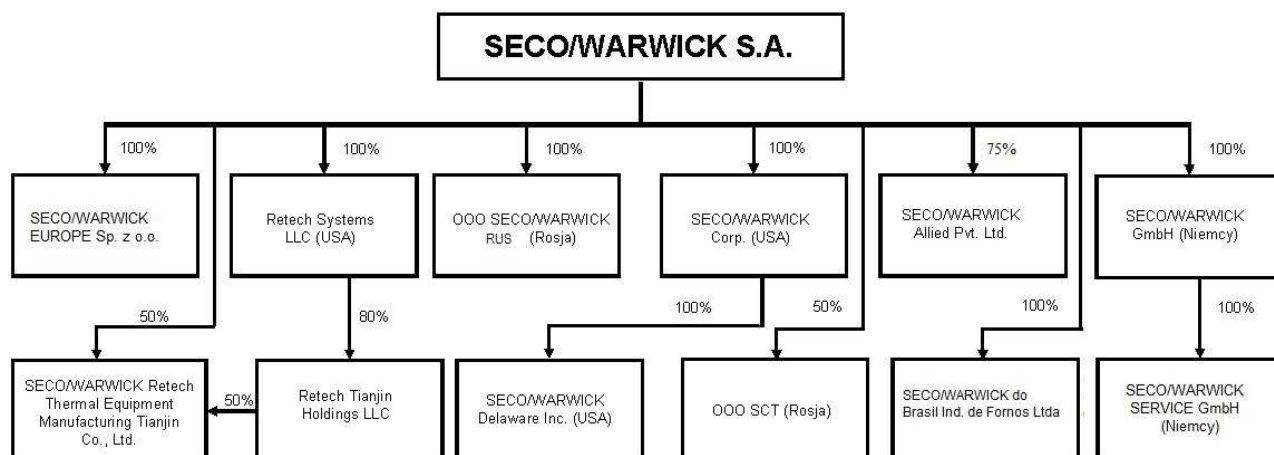 SECO/WARWICK S.A.
100%
100%
100%
100%
75%
100%
SECO/WARWICK
EUROPE Sp. z o.o.
Retech Systems
LLC (USA)
OOO SECO/WARWICK
RUS (Rosja)
SECO/WARWICK
Corp. (USA)
SECO/WARWICK
Allied Pvt. Ltd.
SECO/WARWICK
GmbH (Niemcy)
50%
80%
100%
50%
100%
100%
SECO/WARWICK Retech
Thermal Equipment
Manufacturing Tianjin
Co., Ltd.
50%
Retech Tianjin
Holdings LLC
SECO/WARWICK
Delaware Inc. (USA)
OOO SCT (Rosja)
SECO/WARWICK do
Brasil Ind. de Fornos Ltda
SECO/WARWICK
SERVICE GmbH
(Niemcy)